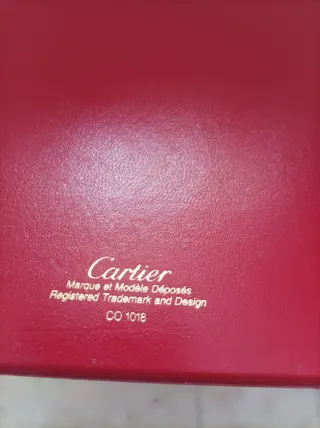 Cartier
Marque et Modèle Déposés
Registered Trademark and Design
CO 1018